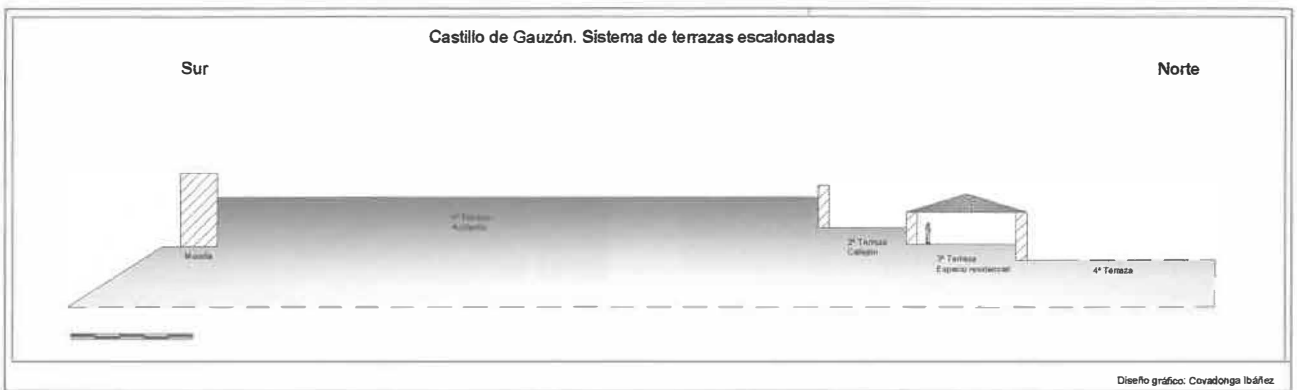 Castillo de Gauzón. Sistema de terrazas escalonadas
Sur
Norte
1ª Terraza
Muralla
2ª Terraza
Callejón
3ª Terraza
Espacio residencial
4ª Terraza
Diseño gráfico: Covadonga Ibáñez